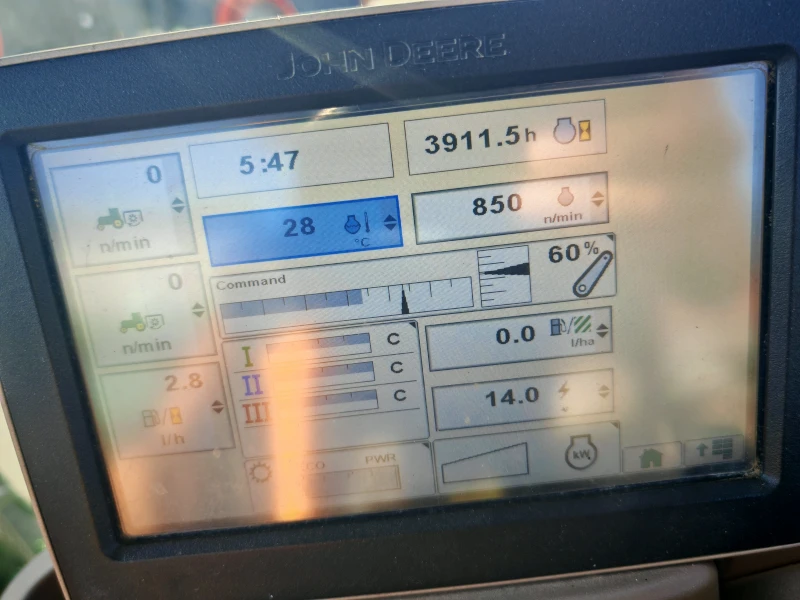 JOHN DEERE
0
n/min
5:47
3911.5h
28
°C
850
n/min
0
n/min
Command
60%
2.8
l/h
I
C
II
C
III
C
0.0
l/ha
14.0
PWR
kW